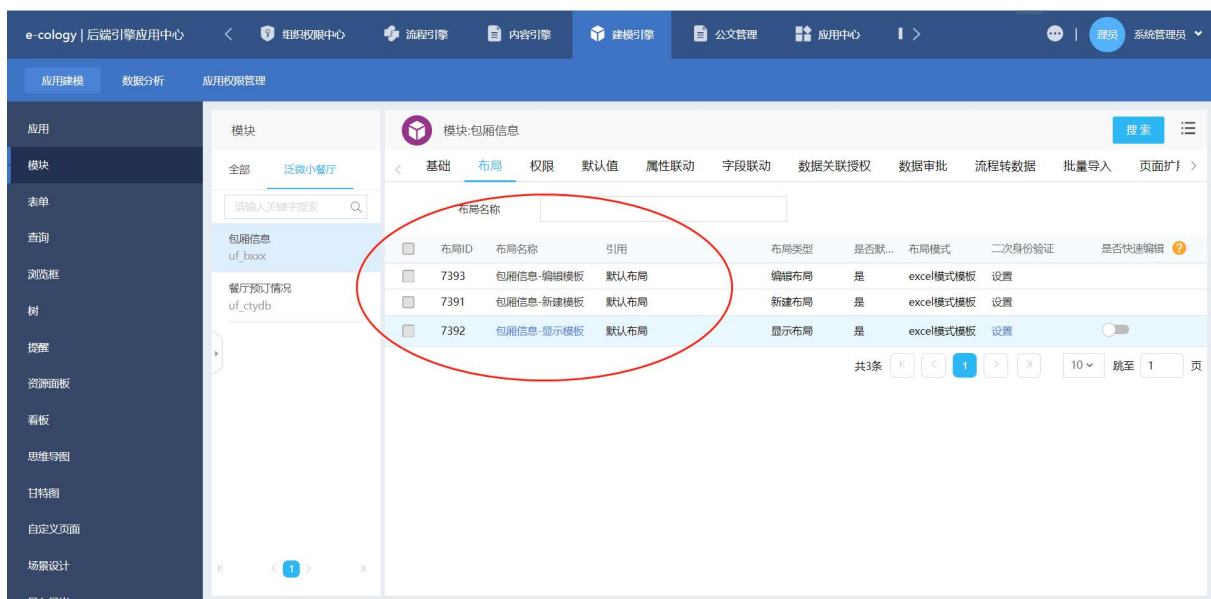 e-cology | 后端引擎应用中心 组织权限中心 流程引擎 内容引擎 建模引擎 公文管理 应用中心 理员 系统管理员
应用建模 数据分析 应用权限管理
应用
模块
表单
查询
浏览框
树
提醒
资源面板
看板
思维导图
甘特图
自定义页面
场景设计
模块
全部 泛微小餐厅
请输入关键字搜索
包厢信息
uf_bxxx
餐厅预订情况
uf_ctydb
1
模块:包厢信息 搜索
基础 布局 权限 默认值 属性联动 字段联动 数据关联授权 数据审批 流程转数据 批量导入
布局名称
布局ID 布局名称 引用 布局类型 是否默... 布局模式 二次身份验证 是否快速编辑 ?
7393 包厢信息-编辑模板 默认布局 编辑布局 是 excel模式模板 设置
7391 包厢信息-新建模板 默认布局 新建布局 是 excel模式模板 设置
7392 包厢信息-显示模板 默认布局 显示布局 是 excel模式模板 设置
共3条 1 10 跳至 1 页